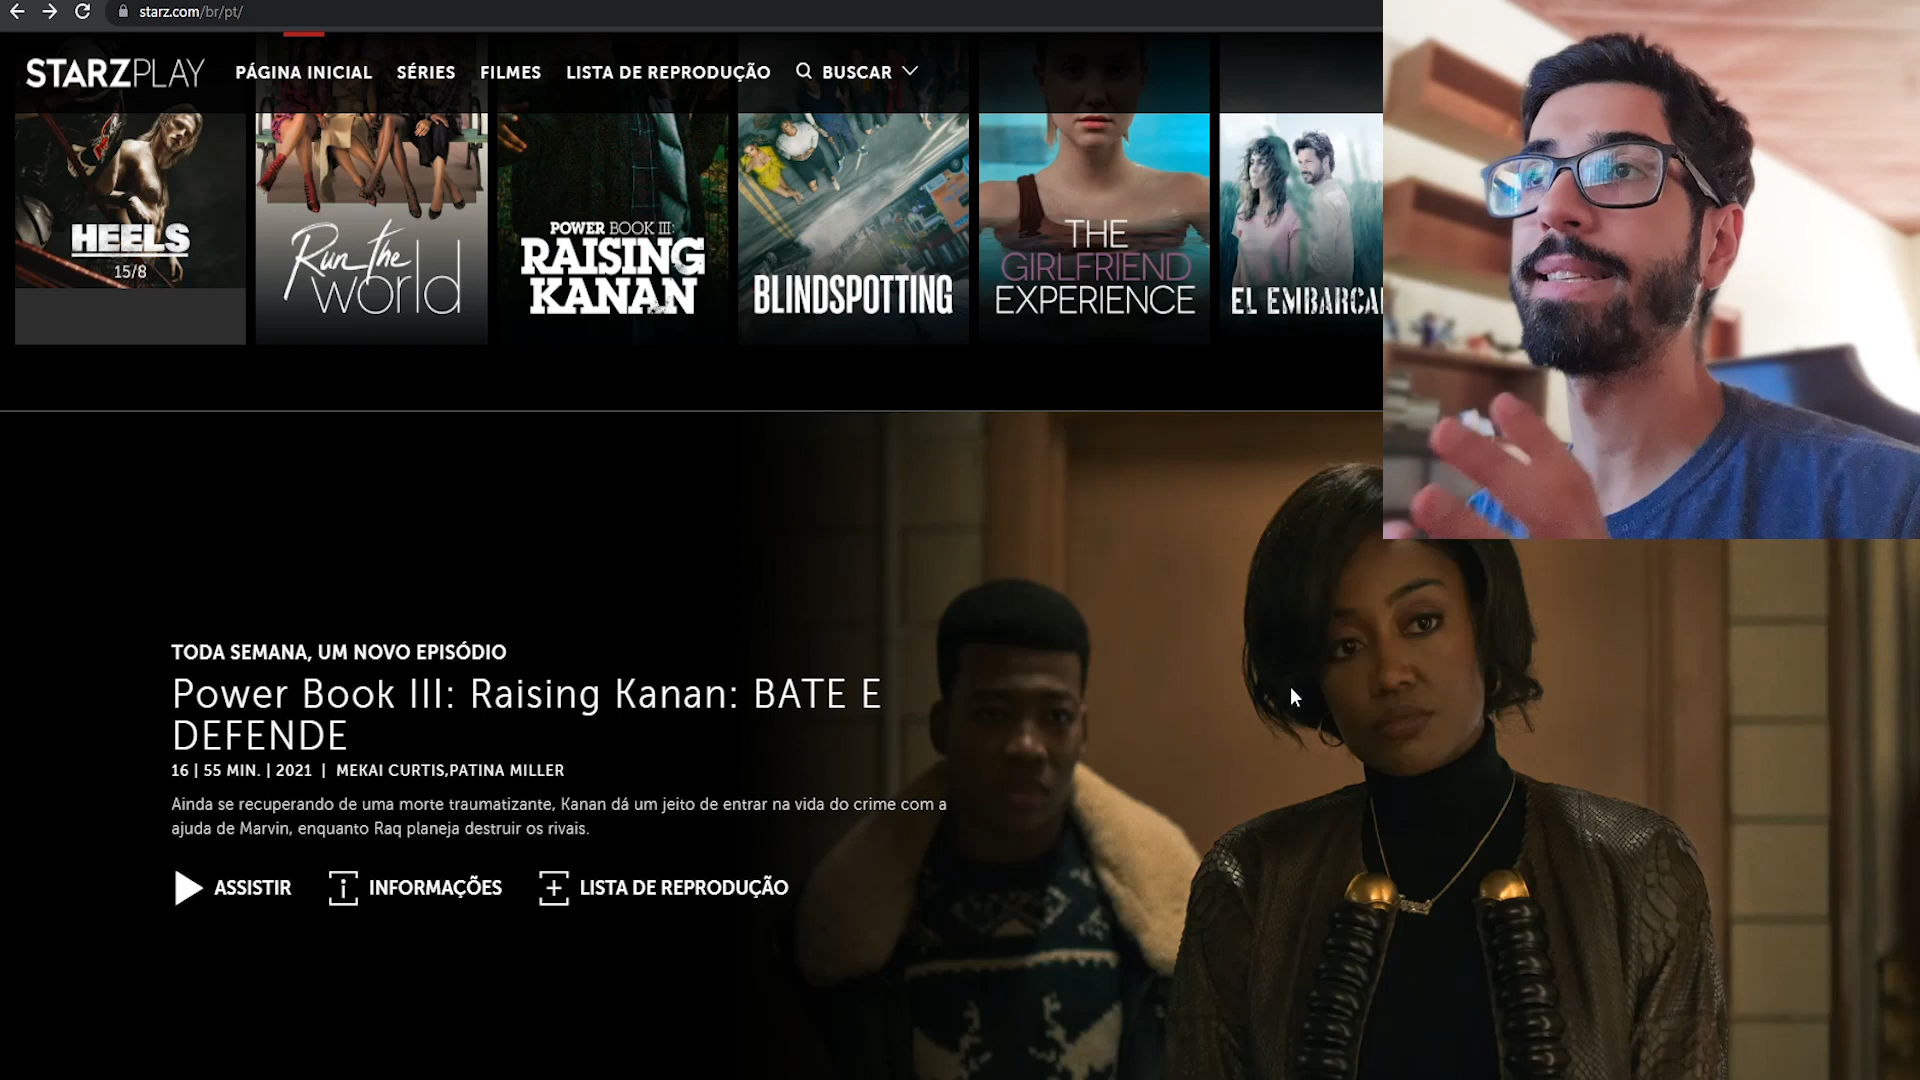 starz.com/br/pt/
STARZPLAY
PÁGINA INICIAL
SÉRIES
FILMES
LISTA DE REPRODUÇÃO
BUSCAR
HEELS
15/8
Run the
world
POWER BOOK III:
RAISING
KANAN
BLINDSPOTTING
THE
GIRLFRIEND
EXPERIENCE
EL EMBARCA
TODA SEMANA, UM NOVO EPISÓDIO
Power Book III: Raising Kanan: BATE E
DEFENDE
16 | 55 MIN. | 2021 | MEKAI CURTIS,PATINA MILLER
Ainda se recuperando de uma morte traumatizante, Kanan dá um jeito de entrar na vida do crime com a
ajuda de Marvin, enquanto Raq planeja destruir os rivais.
ASSISTIR
INFORMAÇÕES
LISTA DE REPRODUÇÃO